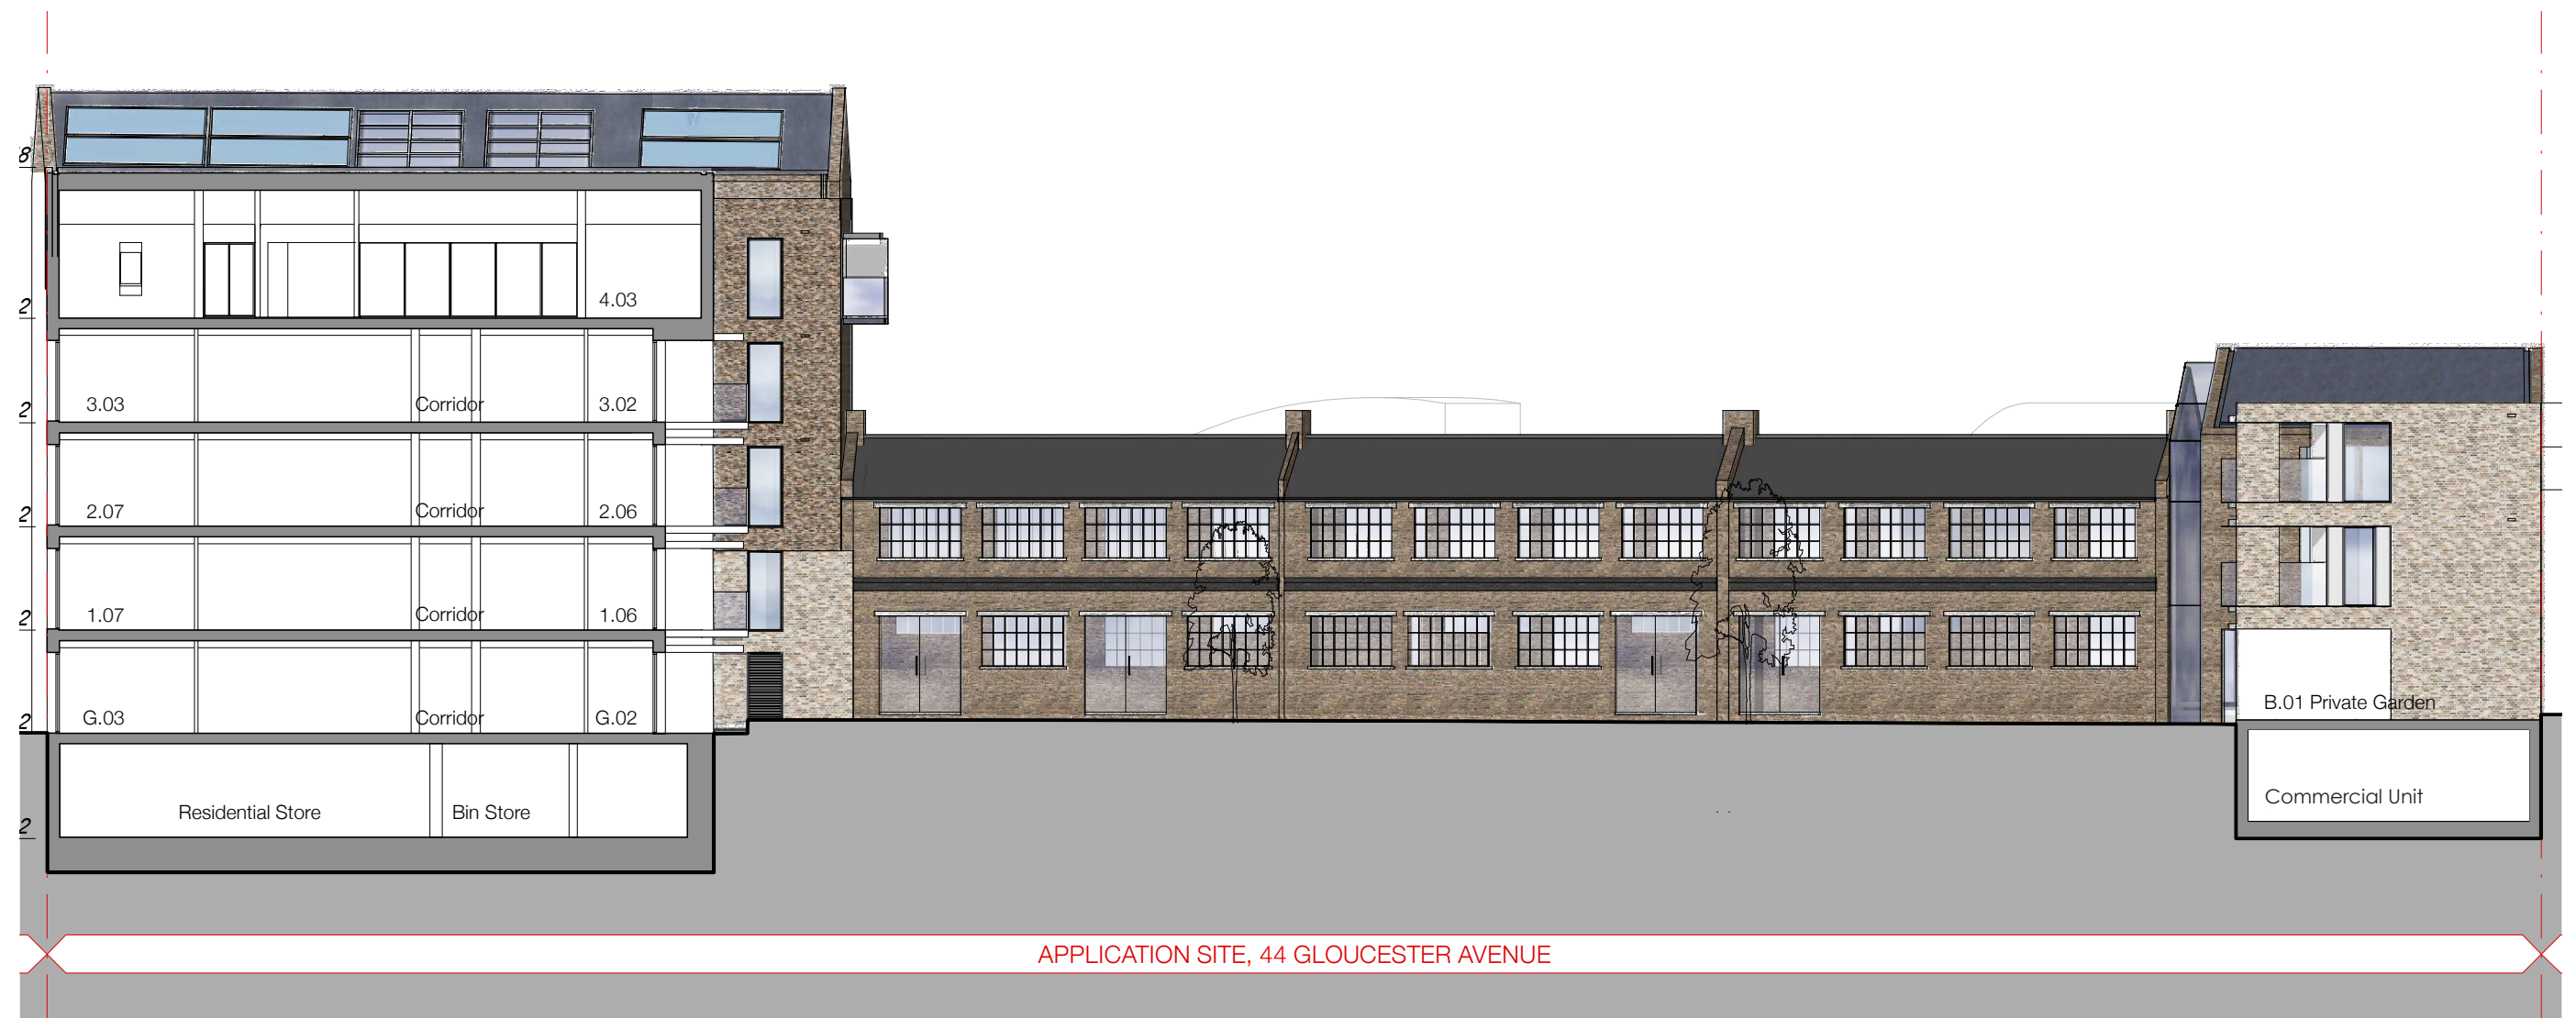 8
2
4.03
2
3.03 Corridor 3.02
2
2.07 Corridor 2.06
2
1.07 Corridor 1.06
2
G.03 Corridor G.02
B.01 Private Garden
Residential Store Bin Store
Commercial Unit
2
APPLICATION SITE, 44 GLOUCESTER AVENUE